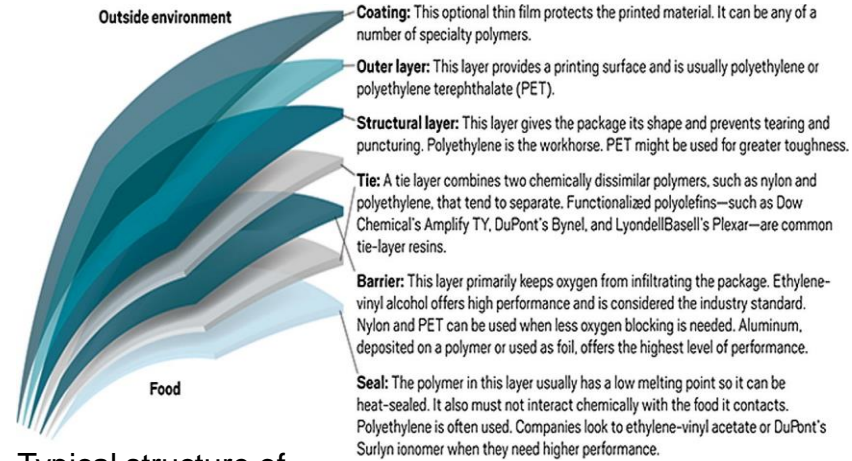 Outside environment
Coating: This optional thin film protects the printed material. It can be any of a
number of specialty polymers.
Outer layer: This layer provides a printing surface and is usually polyethylene or
polyethylene terephthalate (PET).
Structural layer: This layer gives the package its shape and prevents tearing and
puncturing. Polyethylene is the workhorse. PET might be used for greater toughness.
Tie: A tie layer combines two chemically dissimilar polymers, such as nylon and
polyethylene, that tend to separate. Functionalized polyolefins—such as Dow
Chemical's Amplify TY, DuPont's Bynel, and LyondellBasell's Plexar—are common
tie-layer resins.
Barrier: This layer primarily keeps oxygen from infiltrating the package. Ethylene-
vinyl alcohol offers high performance and is considered the industry standard.
Nylon and PET can be used when less oxygen blocking is needed. Aluminum,
deposited on a polymer or used as foil, offers the highest level of performance.
Food
Seal: The polymer in this layer usually has a low melting point so it can be
heat-sealed. It also must not interact chemically with the food it contacts.
Polyethylene is often used. Companies look to ethylene-vinyl acetate or DuPont's
Surlyn ionomer when they need higher performance.
Typical structure of